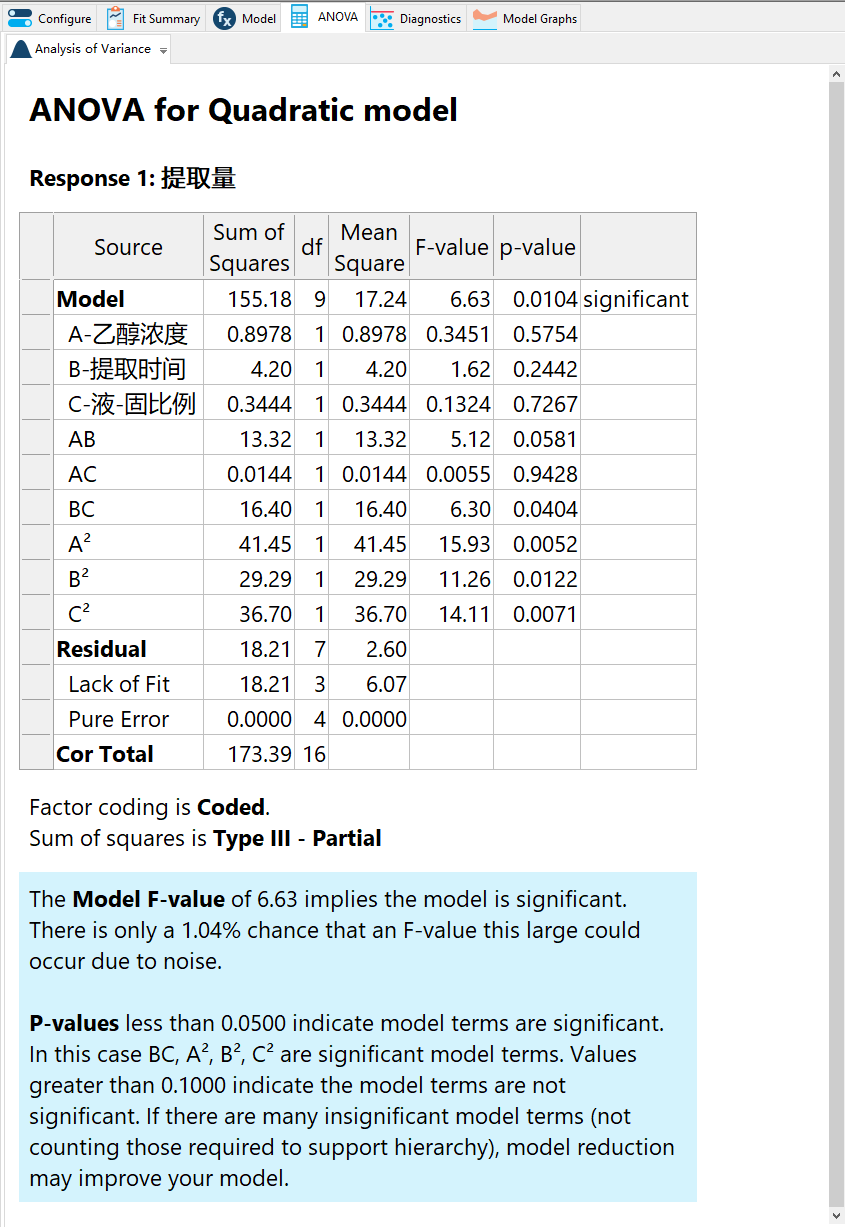 Configure Fit Summary fx Model ANOVA Diagnostics Model Graphs
Analysis of Variance
ANOVA for Quadratic model
Response 1: 提取量
Source Sum of Squares df Mean Square F-value p-value
Model 155.18 9 17.24 6.63 0.0104 significant
A-乙醇浓度 0.8978 1 0.8978 0.3451 0.5754
B-提取时间 4.20 1 4.20 1.62 0.2442
C-液-固比例 0.3444 1 0.3444 0.1324 0.7267
AB 13.32 1 13.32 5.12 0.0581
AC 0.0144 1 0.0144 0.0055 0.9428
BC 16.40 1 16.40 6.30 0.0404
A² 41.45 1 41.45 15.93 0.0052
B² 29.29 1 29.29 11.26 0.0122
C² 36.70 1 36.70 14.11 0.0071
Residual 18.21 7 2.60
Lack of Fit 18.21 3 6.07
Pure Error 0.0000 4 0.0000
Cor Total 173.39 16
Factor coding is Coded.
Sum of squares is Type III - Partial
The Model F-value of 6.63 implies the model is significant.
There is only a 1.04% chance that an F-value this large could
occur due to noise.
P-values less than 0.0500 indicate model terms are significant.
In this case BC, A², B², C² are significant model terms. Values
greater than 0.1000 indicate the model terms are not
significant. If there are many insignificant model terms (not
counting those required to support hierarchy), model reduction
may improve your model.